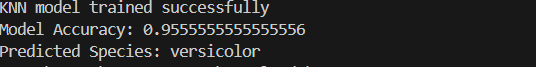 KNN model trained successfully
Model Accuracy: 0.9555555555555556
Predicted Species: versicolor